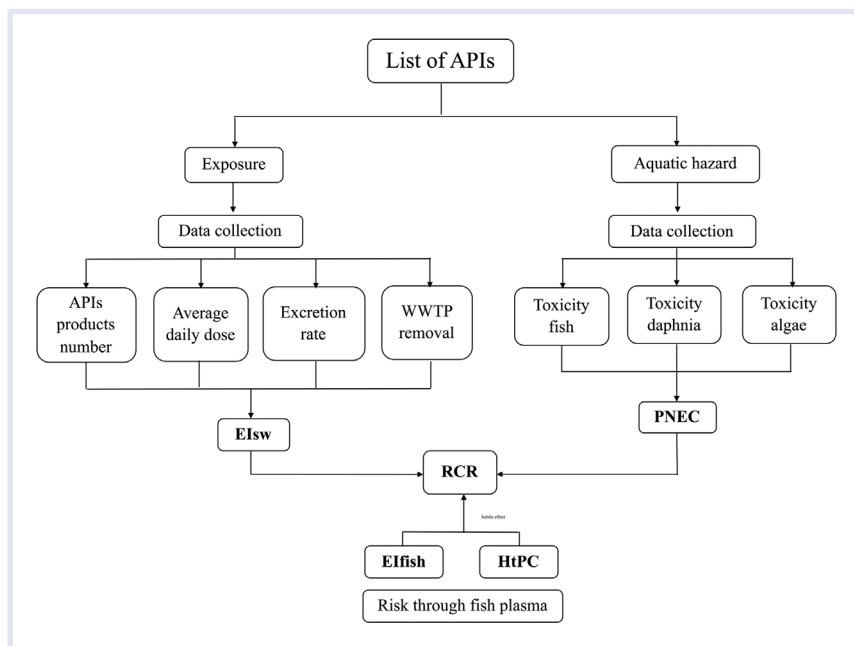 List of APIs
Exposure
Aquatic hazard
Data collection
Data collection
APIs
products
number
Average
daily dose
Excretion
rate
WWTP
removal
Toxicity
fish
Toxicity
daphnia
Toxicity
algae
EIsw
PNEC
RCR
Subtle effect
EIfish
HtPC
Risk through fish plasma